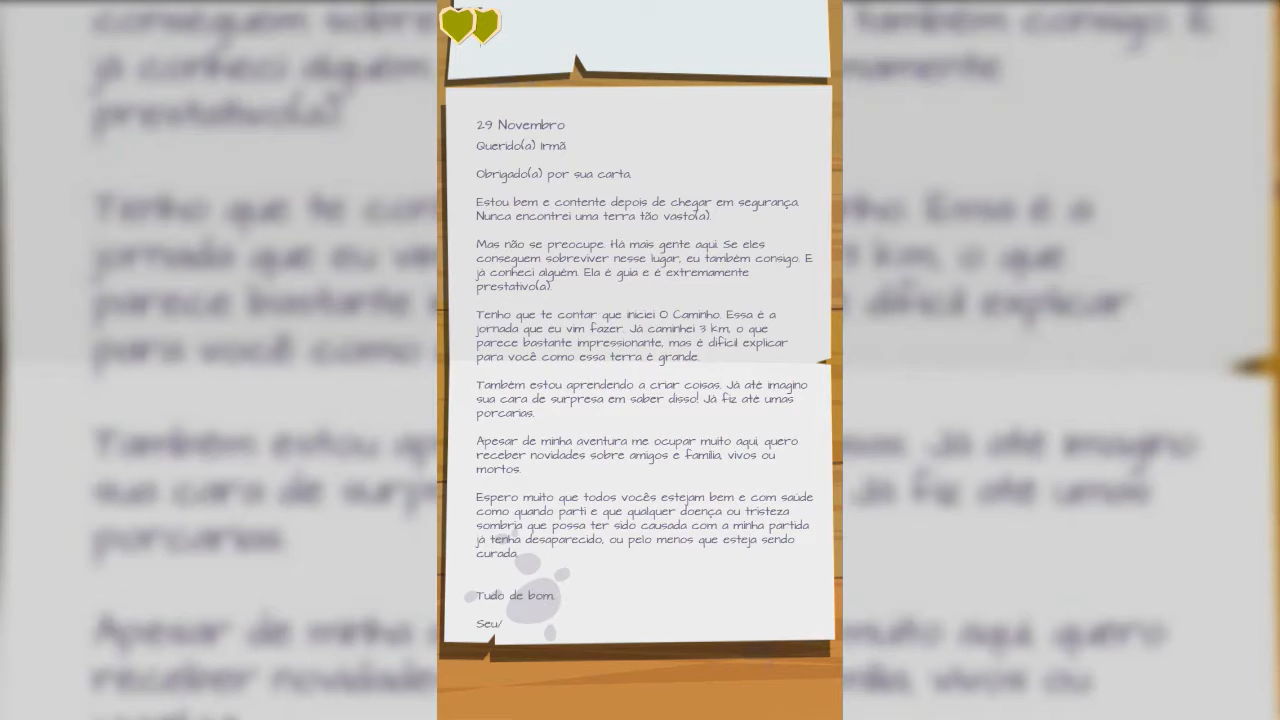 29 Novembro
Querido(a) Irmã
Obrigado(a) por sua carta.
Estou bem e contente depois de chegar em segurança.
Nunca encontrei uma terra tão vasto(a).
Mas não se preocupe. Há mais gente aqui. Se eles
conseguem sobreviver nesse lugar, eu também consigo. E
já conheci alguém. Ela é guia e é extremamente
prestativo(a).
Tenho que te contar que iniciei O Caminho. Essa é a
jornada que eu vim fazer. Já caminhei 3 km, o que
parece bastante impressionante, mas é difícil explicar
para você como essa terra é grande.
Também estou aprendendo a criar coisas. Já até imagino
sua cara de surpresa em saber disso! Já fiz até umas
porcarias.
Apesar de minha aventura me ocupar muito aqui, quero
receber novidades sobre amigos e família, vivos ou
mortos.
Espero muito que todos vocês estejam bem e com saúde
como quando parti e que qualquer doença ou tristeza
sombria que possa ter sido causada com a minha partida
já tenha desaparecido, ou pelo menos que esteja sendo
curada.
Tudo de bom.
Seu/